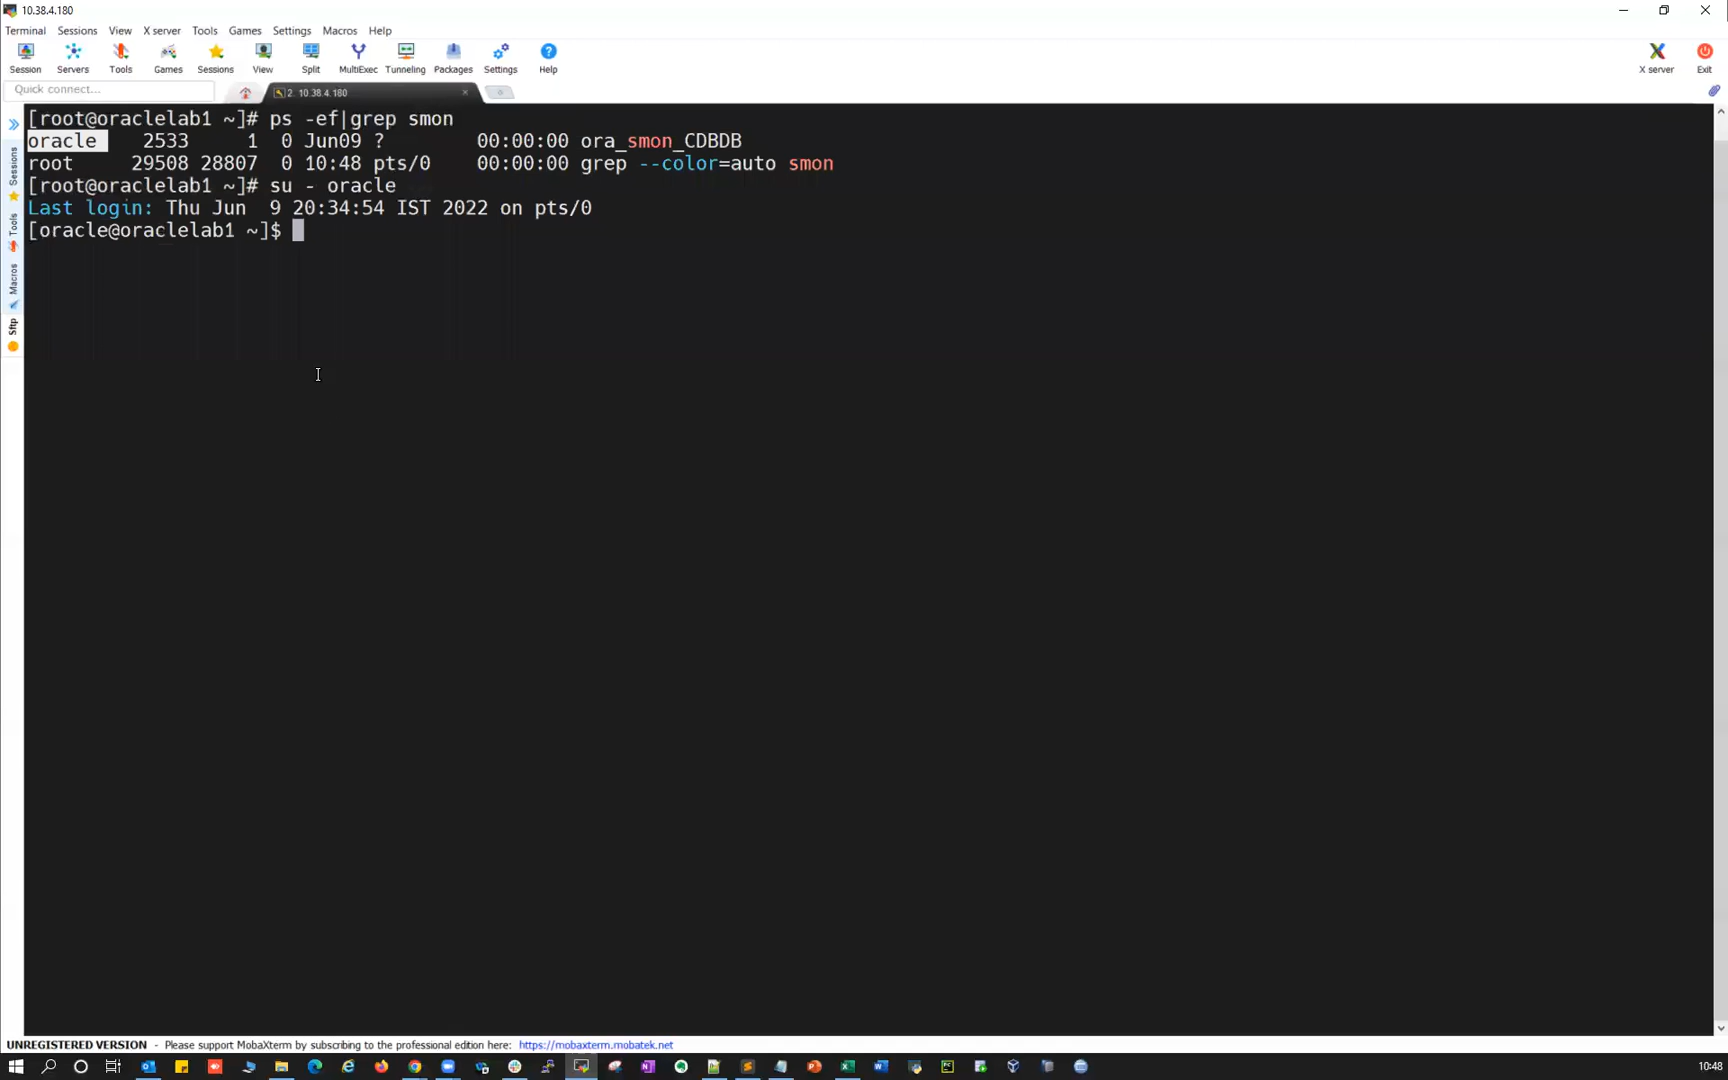 10.38.4.180
Terminal Sessions View X server Tools Games Settings Macros Help
Session Servers Tools Games Sessions View Split MultiExec Tunneling Packages Settings Help X server Exit
Quick connect...
2. 10.38.4.180
[root@oraclelab1 ~]# ps -ef|grep smon
oracle 2533 1 0 Jun09 ? 00:00:00 ora_smon_CDBDB
root 29508 28807 0 10:48 pts/0 00:00:00 grep --color=auto smon
[root@oraclelab1 ~]# su - oracle
Last login: Thu Jun 9 20:34:54 IST 2022 on pts/0
[oracle@oraclelab1 ~]$
Sessions
Tools
Macros
Sftp
UNREGISTERED VERSION - Please support MobaXterm by subscribing to the professional edition here: https://mobaxterm.mobatek.net
10:48